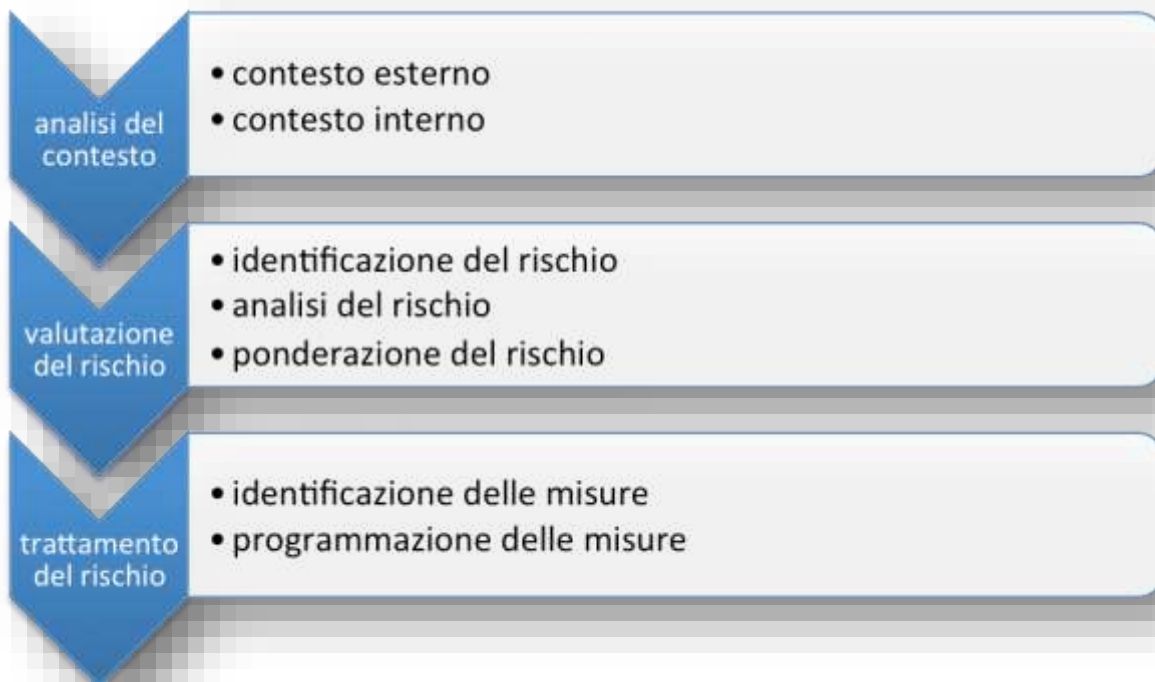 analisi del
contesto
• contesto esterno
• contesto interno
valutazione
del rischio
• identificazione del rischio
• analisi del rischio
• ponderazione del rischio
trattamento
del rischio
• identificazione delle misure
• programmazione delle misure